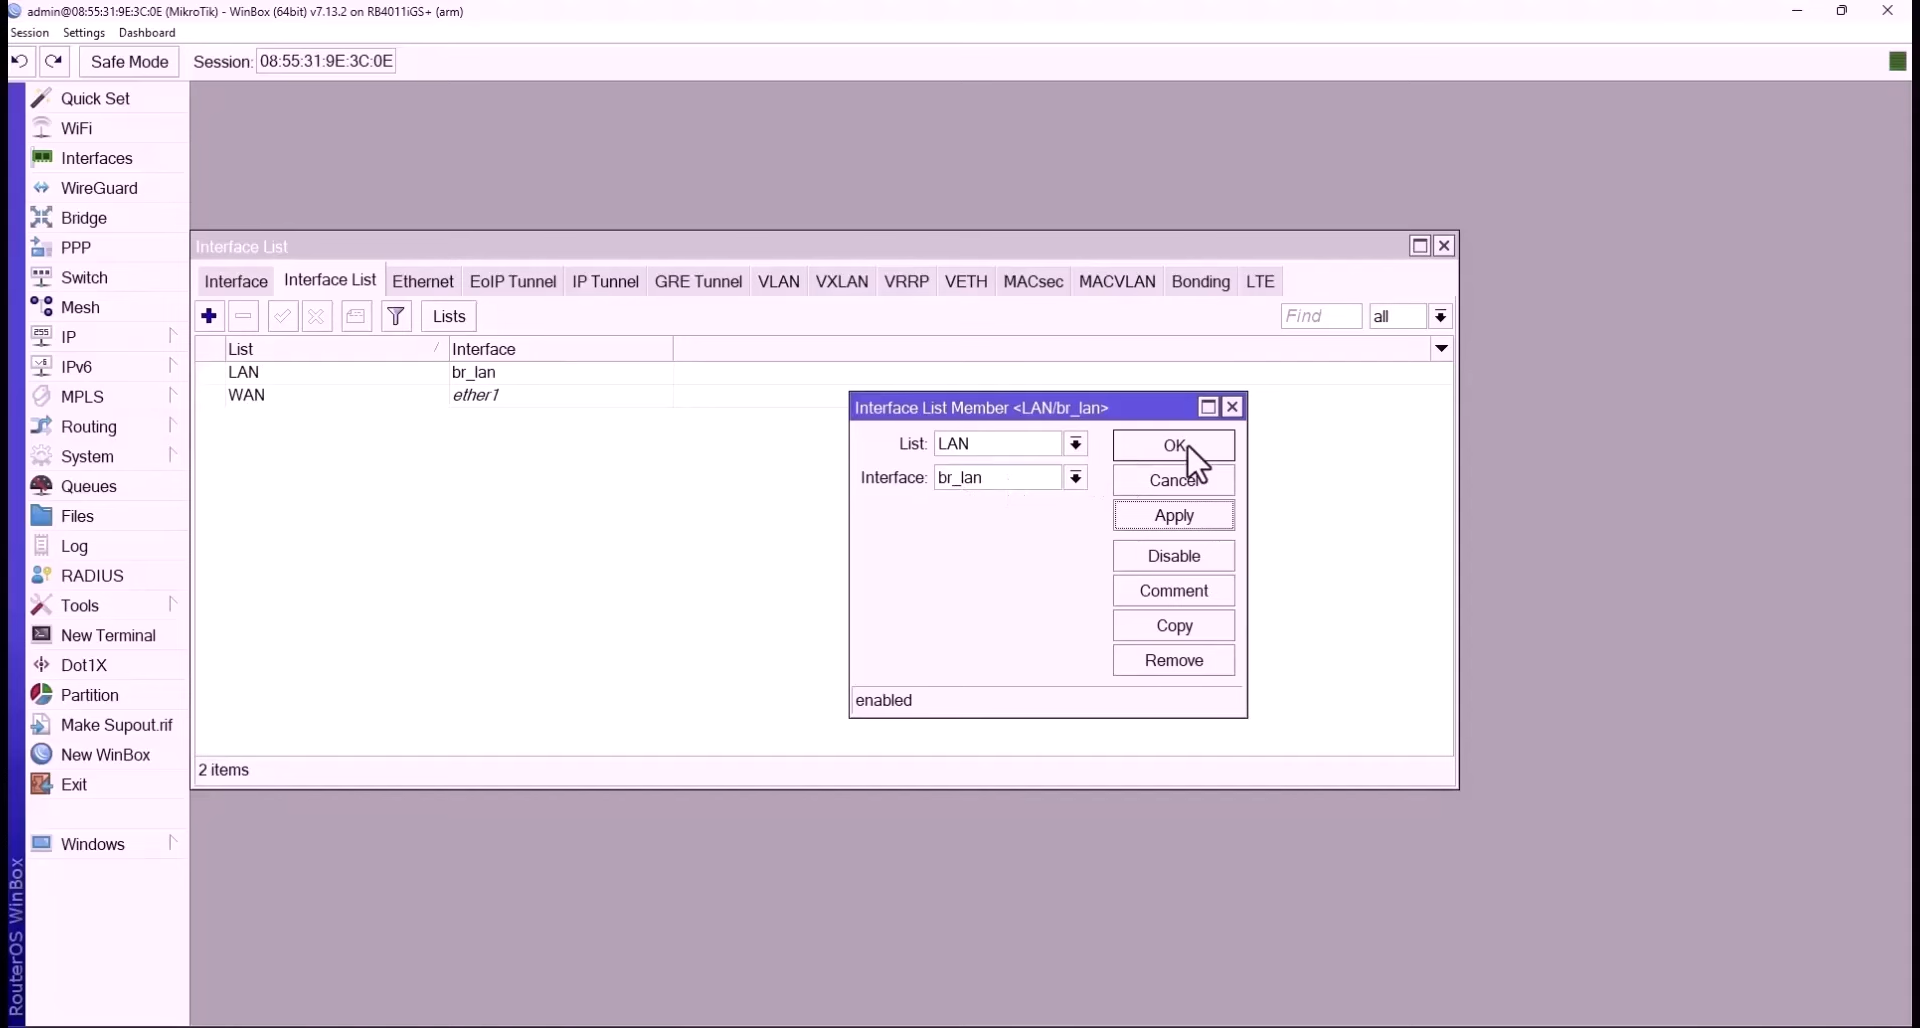 admin@08:55:31:9E:3C:0E (MikroTik) - WinBox (64bit) v7.13.2 on RB4011iGS+ (arm)
Session Settings Dashboard
Safe Mode Session: 08:55:31:9E:3C:0E
Quick Set
WiFi
Interfaces
WireGuard
Bridge
PPP
Switch
Mesh
IP
IPv6
MPLS
Routing
System
Queues
Files
Log
RADIUS
Tools
New Terminal
Dot1X
Partition
Make Supout.rif
New WinBox
Exit
Windows
RouterOS WinBox
Interface List
Interface Interface List Ethernet EoIP Tunnel IP Tunnel GRE Tunnel VLAN VXLAN VRRP VETH MACsec MACVLAN Bonding LTE
Lists Find all
List Interface
LAN br_lan
WAN ether1
2 items
Interface List Member <LAN/br_lan>
List: LAN
Interface: br_lan
OK
Cancel
Apply
Disable
Comment
Copy
Remove
enabled